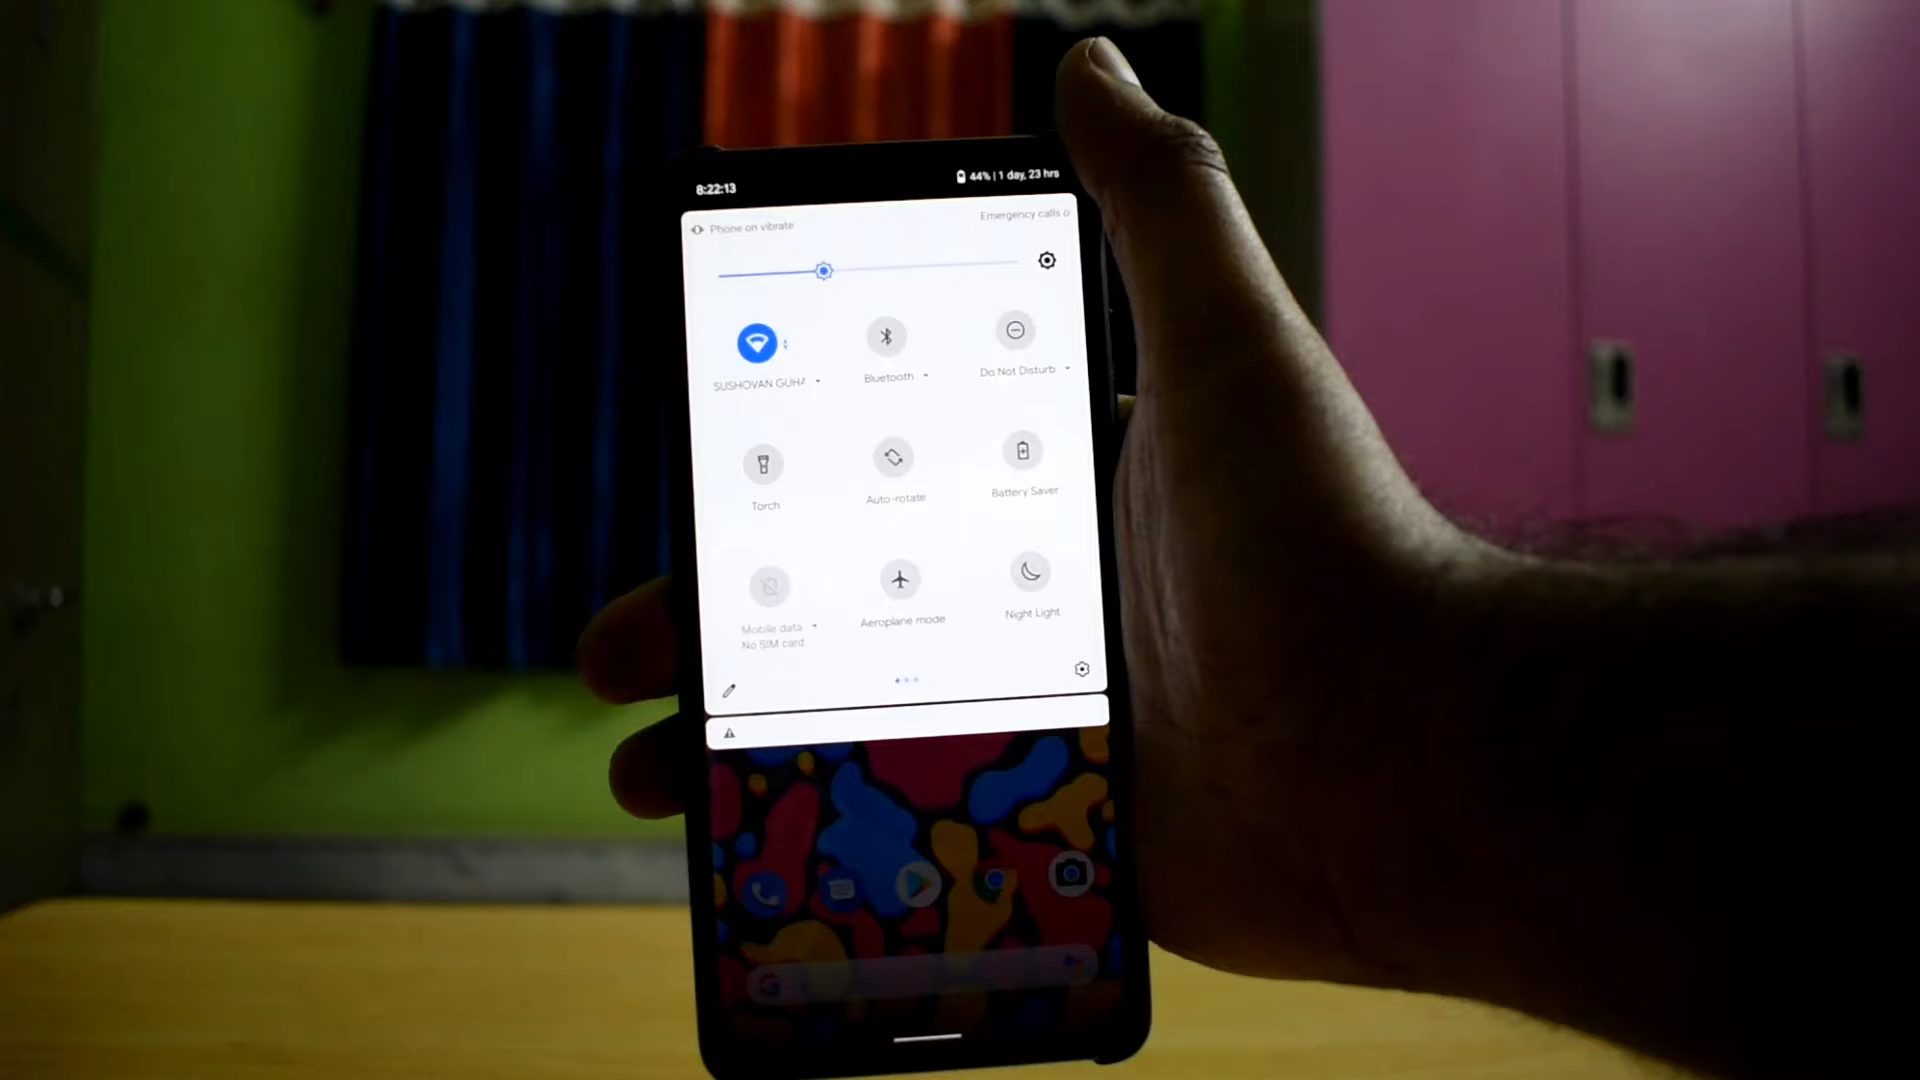 8:22:13
44% | 1 day, 23 hrs
Phone on vibrate
Emergency calls o
SUSHOVAN GUHA
Bluetooth
Do Not Disturb
Torch
Auto-rotate
Battery Saver
Mobile data
No SIM card
Aeroplane mode
Night Light
G